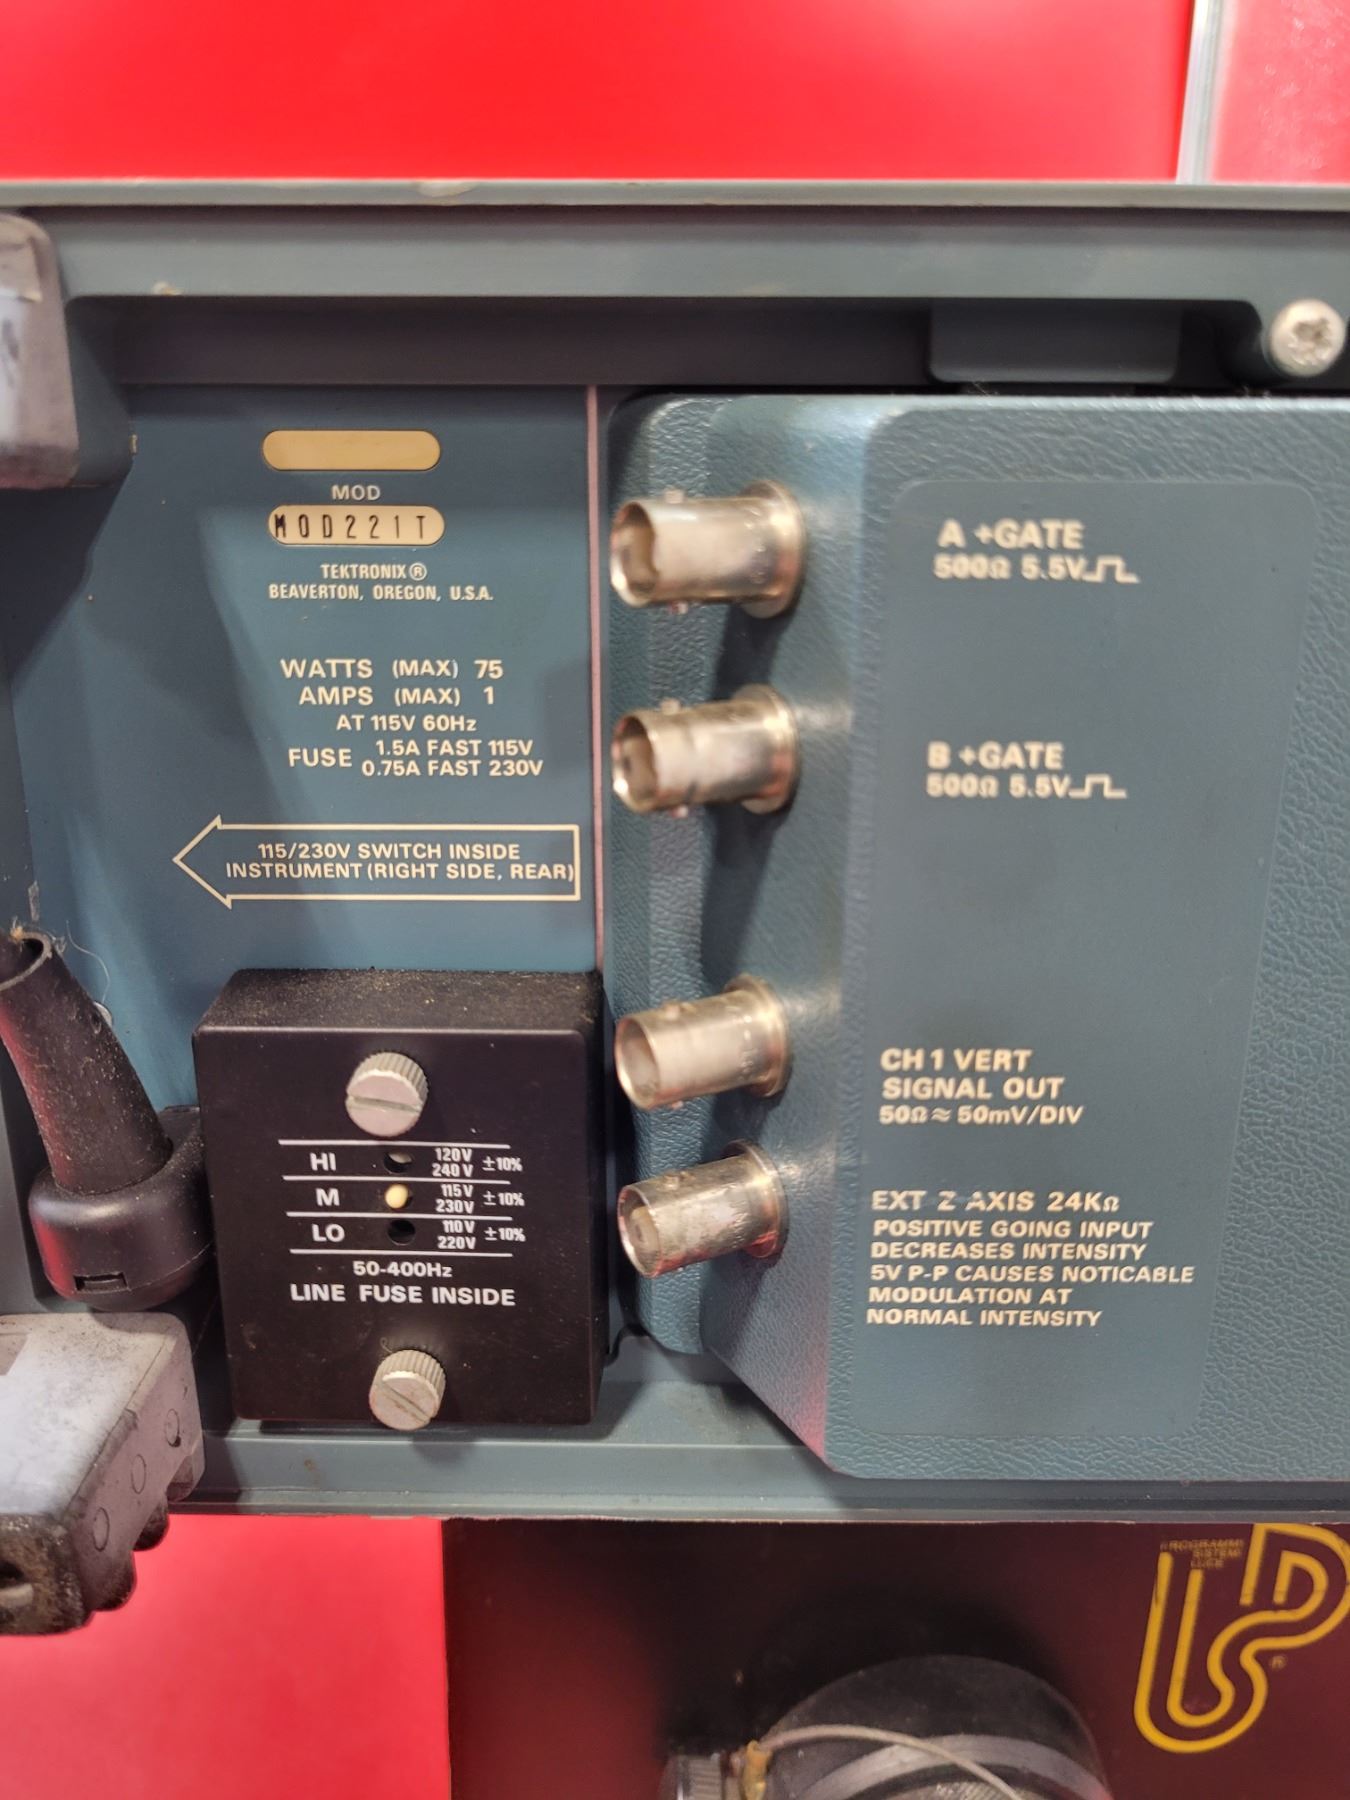 MOD
MOD221T
TEKTRONIX®
BEAVERTON, OREGON, U.S.A.
WATTS (MAX) 75
AMPS (MAX) 1
AT 115V 60Hz
FUSE 1.5A FAST 115V
0.75A FAST 230V
115/230V SWITCH INSIDE
INSTRUMENT (RIGHT SIDE, REAR)
HI 120V 240V ±10%
M 115V 230V ±10%
LO 110V 220V ±10%
50-400Hz
LINE FUSE INSIDE
A +GATE
500Ω 5.5V
B +GATE
500Ω 5.5V
CH 1 VERT
SIGNAL OUT
50Ω ≈ 50mV/DIV
EXT Z AXIS 24KΩ
POSITIVE GOING INPUT
DECREASES INTENSITY
5V P-P CAUSES NOTICABLE
MODULATION AT
NORMAL INTENSITY
PROGRAMMI
SISTEMI
LUCE
®